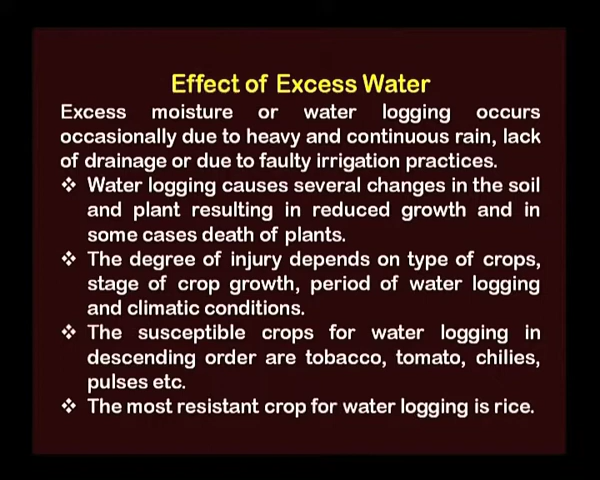 Effect of Excess Water
Excess moisture or water logging occurs
occasionally due to heavy and continuous rain, lack
of drainage or due to faulty irrigation practices.
❖ Water logging causes several changes in the soil
and plant resulting in reduced growth and in
some cases death of plants.
❖ The degree of injury depends on type of crops,
stage of crop growth, period of water logging
and climatic conditions.
❖ The susceptible crops for water logging in
descending order are tobacco, tomato, chilies,
pulses etc.
❖ The most resistant crop for water logging is rice.